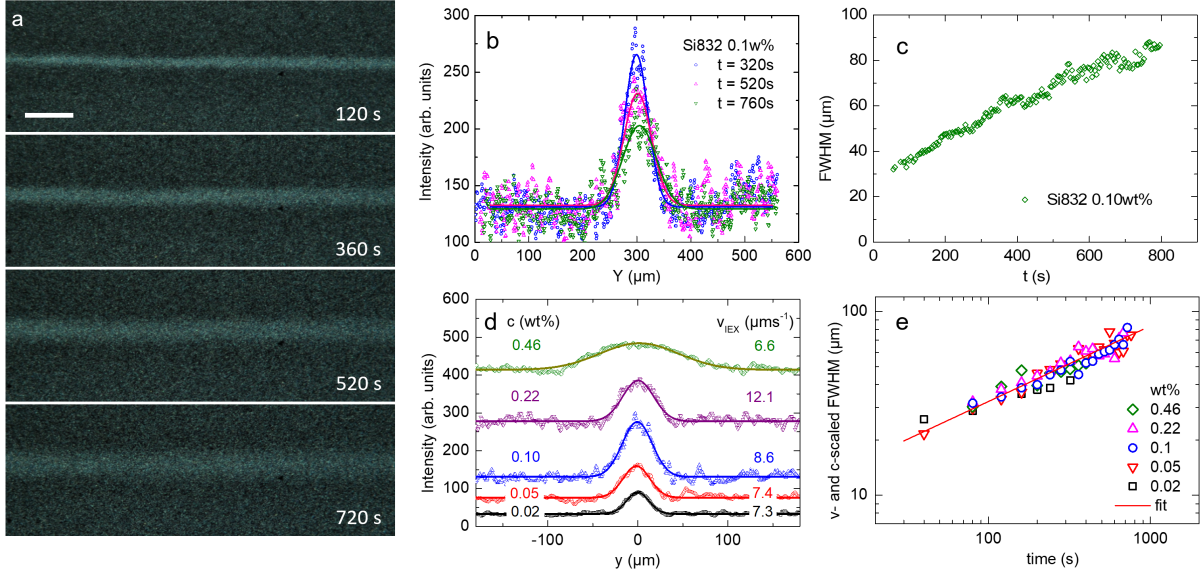 a
120 s
360 s
520 s
720 s
b
Si832 0.1w%
t = 320s
t = 520s
t = 760s
300
250
200
150
100
Intensity (arb. units)
0 100 200 300 400 500 600
Y (μm)
c
100
80
60
40
20
0
FWHM (μm)
Si832 0.10wt%
0 200 400 600 800 1000
t (s)
d
c (wt%) vIEX (μms-1)
0.46 6.6
0.22 12.1
0.10 8.6
0.05 7.4
0.02 7.3
600
500
400
300
200
100
0
Intensity (arb. units)
-100 0 100
y (μm)
e
100
10
v- and c-scaled FWHM (μm)
wt%
0.46
0.22
0.1
0.05
0.02
fit
100 1000
time (s)